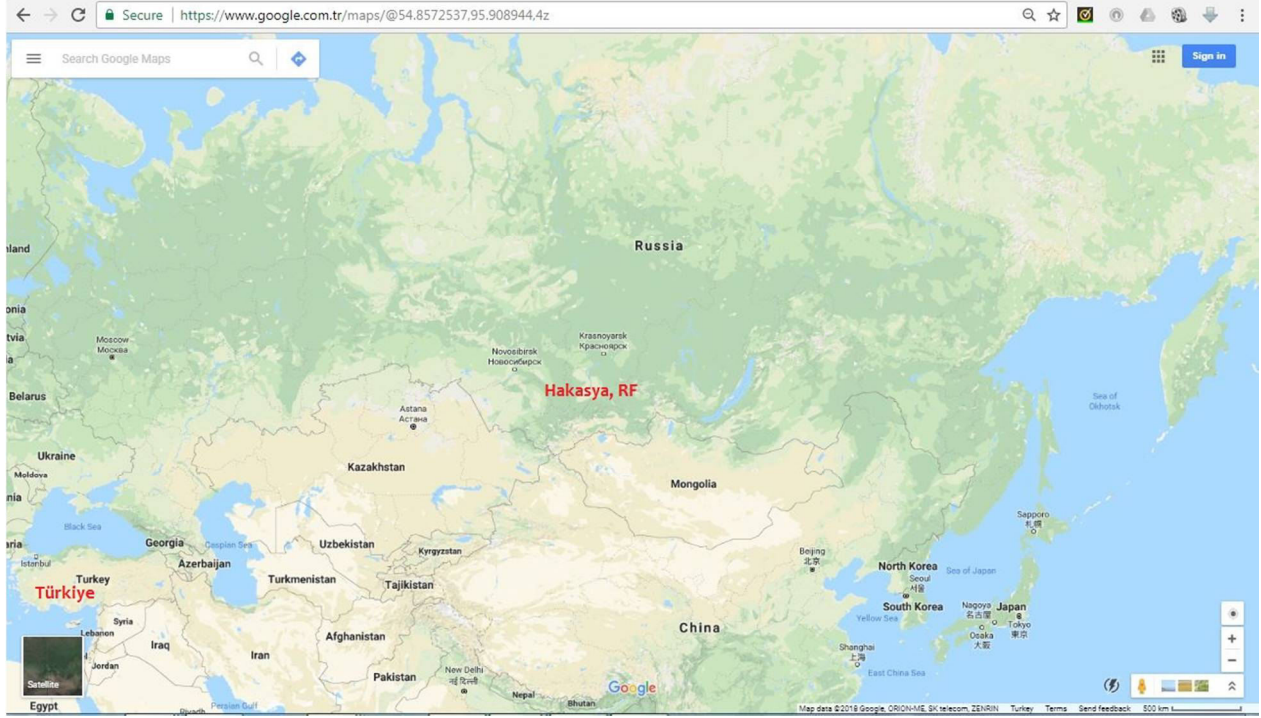 Secure | https://www.google.com.tr/maps/@54.8572537,95.908944,4z
Search Google Maps
Sign in
Russia
Moscow
Москва
Novosibirsk
Новосибирск
Krasnoyarsk
Красноярск
Hakasya, RF
Belarus
Astana
Астана
Sea of
Okhotsk
Ukraine
Moldova
Kazakhstan
Mongolia
Sapporo
札幌
Black Sea
Georgia
Caspian Sea
Uzbekistan
Kyrgyzstan
Istanbul
Azerbaijan
Beijing
北京
North Korea
Sea of Japan
Turkey
Türkiye
Turkmenistan
Tajikistan
Seoul
서울
South Korea
Nagoya
名古屋
Japan
Tokyo
東京
Osaka
大阪
Yellow Sea
Syria
Lebanon
Iraq
Iran
Afghanistan
China
Shanghai
上海
Jordan
Pakistan
New Delhi
नई दिल्ली
East China Sea
Satellite
Egypt
Riyadh
Persian Gulf
Nepal
Bhutan
Google
Map data ©2018 Google, ORION-ME, SK telecom, ZENRIN Turkey Terms Send feedback 500 km